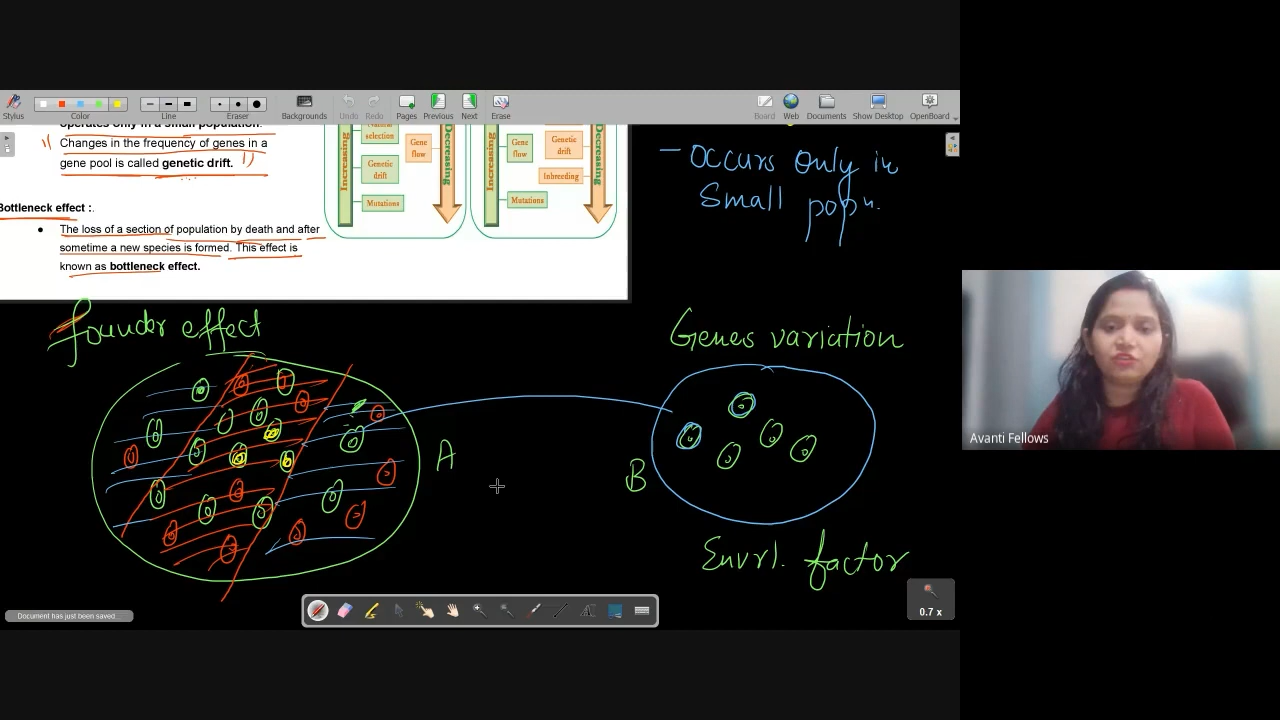 Stylus
Color
Line
Eraser
Backgrounds
Undo
Redo
Pages
Previous
Next
Erase
Board
Web
Documents
Show Desktop
OpenBoard
operates only in a small population.
Changes in the frequency of genes in a
gene pool is called genetic drift.
Bottleneck effect :
The loss of a section of population by death and after
sometime a new species is formed. This effect is
known as bottleneck effect.
Increasing
Natural
selection
Genetic
drift
Mutations
Gene
flow
Decreasing
Increasing
Gene
flow
Mutations
Genetic
drift
Inbreeding
Decreasing
- Occurs only in
Small popn.
founder effect
A
Genes variation
B
Envrl. factor
Avanti Fellows
Document has just been saved...
0.7 x